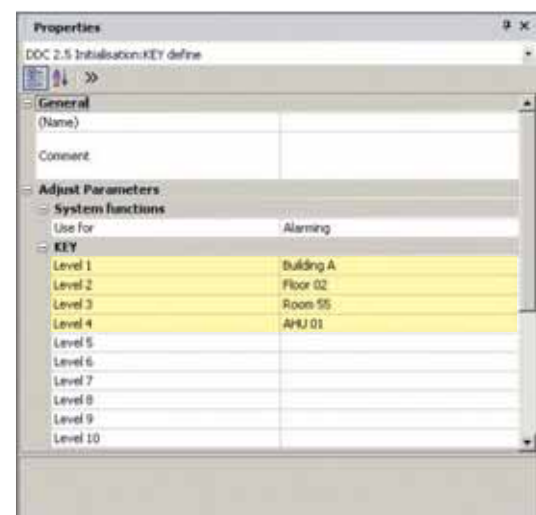 Properties
DDC 2.5 Initialisation:KEY define
General
(Name)
Comment
Adjust Parameters
System functions
Use for Alarming
KEY
Level 1 Building A
Level 2 Floor 02
Level 3 Room 55
Level 4 AHU 01
Level 5
Level 6
Level 7
Level 8
Level 9
Level 10